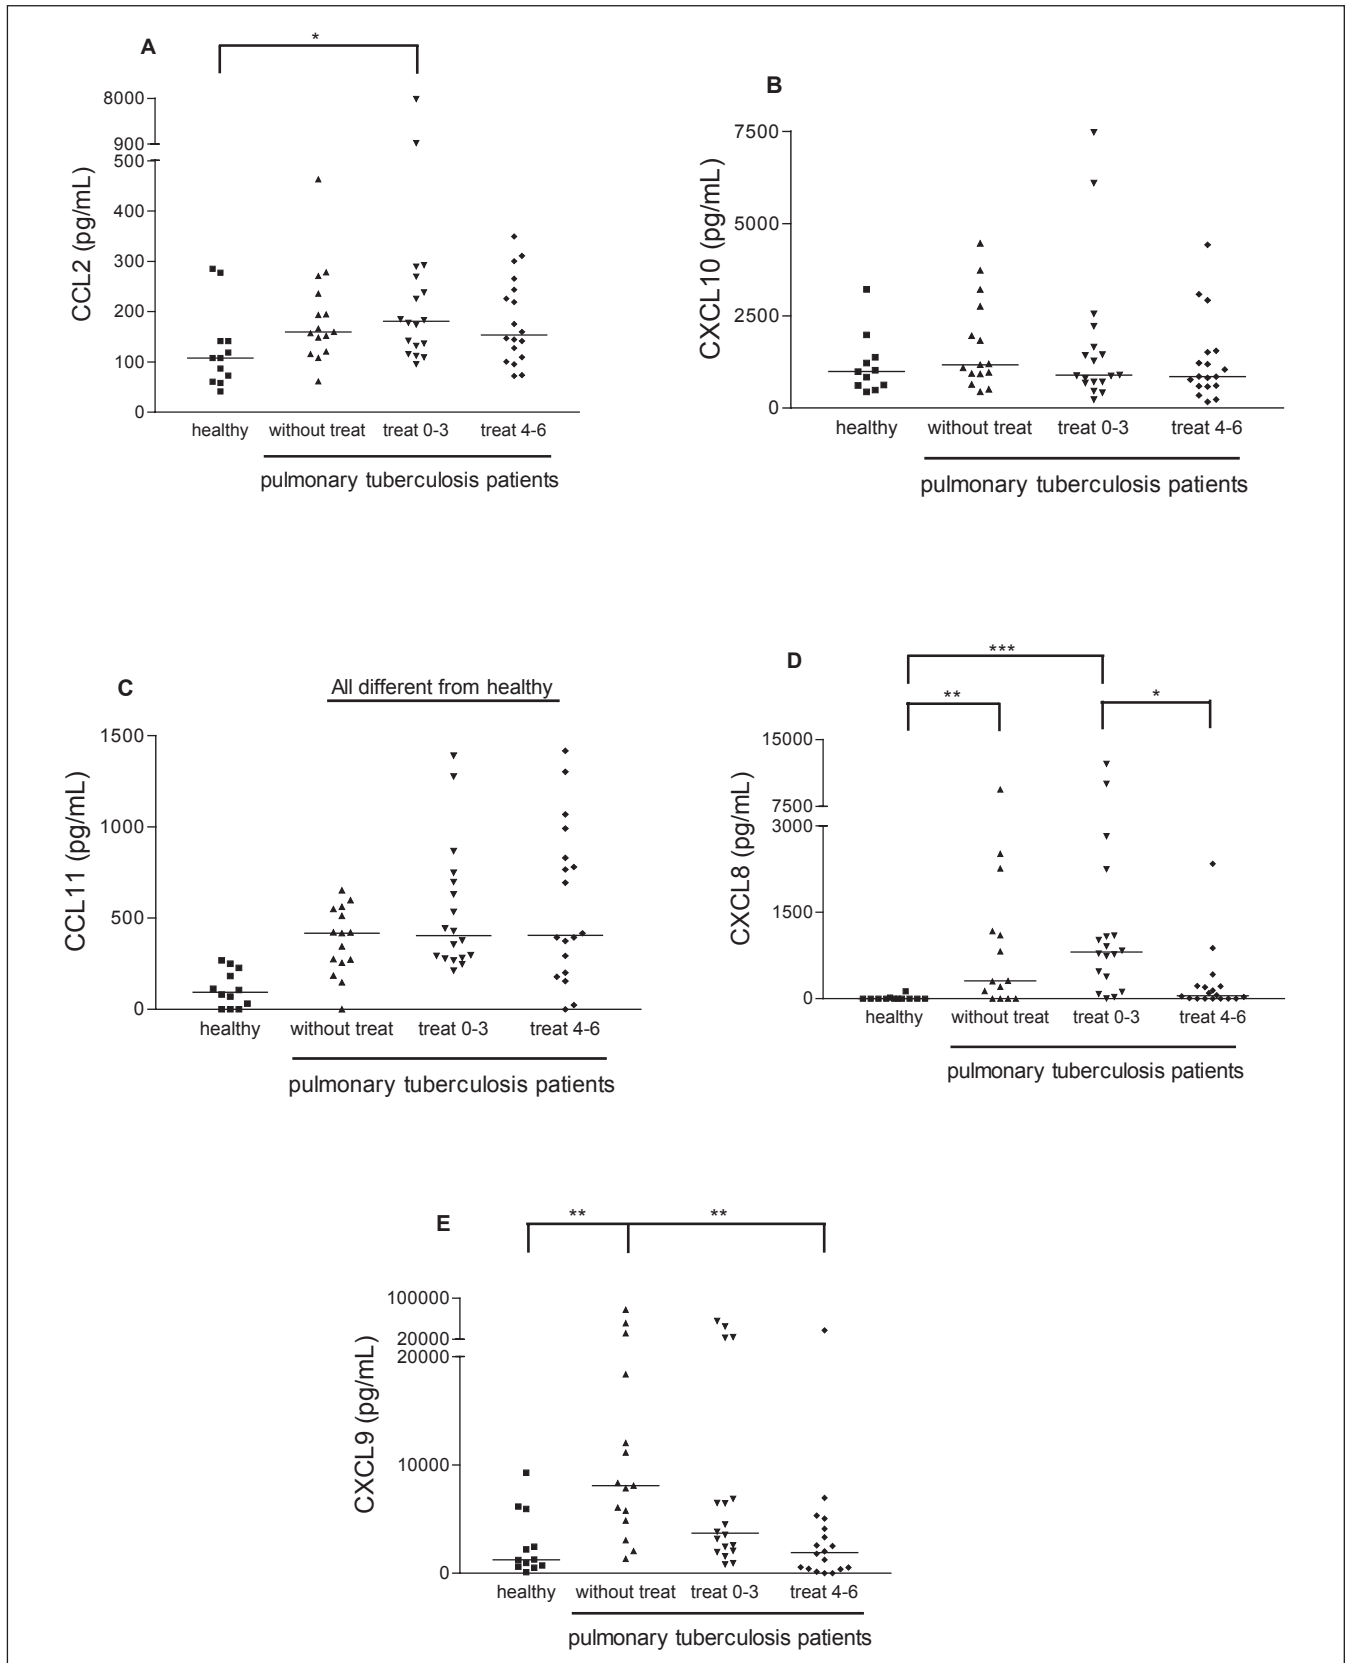 A
*
8000
900
500
400
300
200
100
0
CCL2 (pg/mL)
healthy without treat treat 0-3 treat 4-6
pulmonary tuberculosis patients
B
7500
5000
2500
0
CXCL10 (pg/mL)
healthy without treat treat 0-3 treat 4-6
pulmonary tuberculosis patients
C
All different from healthy
1500
1000
500
0
CCL11 (pg/mL)
healthy without treat treat 0-3 treat 4-6
pulmonary tuberculosis patients
D
***
** *
15000
7500
3000
1500
0
CXCL8 (pg/mL)
healthy without treat treat 0-3 treat 4-6
pulmonary tuberculosis patients
E
** **
100000
20000
20000
10000
0
CXCL9 (pg/mL)
healthy without treat treat 0-3 treat 4-6
pulmonary tuberculosis patients